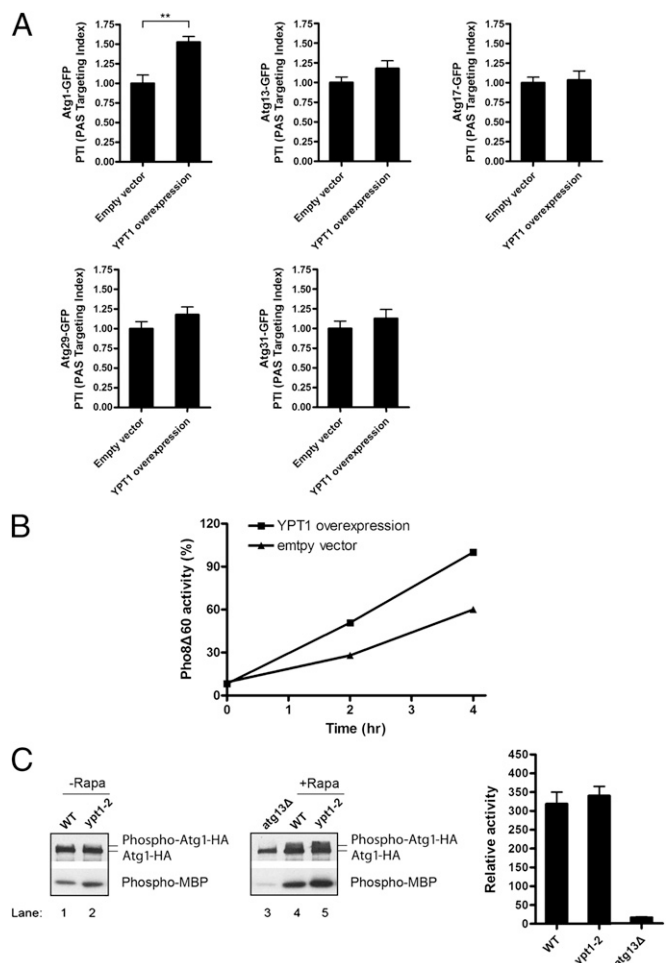 A
Atg1-GFP
PTI (PAS Targeting Index)
1.75
1.50
1.25
1.00
0.75
0.50
0.25
0.00
**
Empty vector
YPT1 overexpression
Atg13-GFP
PTI (PAS Targeting Index)
1.75
1.50
1.25
1.00
0.75
0.50
0.25
0.00
Empty vector
YPT1 overexpression
Atg17-GFP
PTI (PAS Targeting Index)
1.75
1.50
1.25
1.00
0.75
0.50
0.25
0.00
Empty vector
YPT1 overexpression
Atg29-GFP
PTI (PAS Targeting Index)
1.75
1.50
1.25
1.00
0.75
0.50
0.25
0.00
Empty vector
YPT1 overexpression
Atg31-GFP
PTI (PAS Targeting Index)
1.75
1.50
1.25
1.00
0.75
0.50
0.25
0.00
Empty vector
YPT1 overexpression
B
Pho8Δ60 activity (%)
120
90
60
30
0
YPT1 overexpression
emtpy vector
0 1 2 3 4
Time (hr)
C
-Rapa
WT ypt1-2
Phospho-Atg1-HA
Atg1-HA
Phospho-MBP
Lane: 1 2
+Rapa
atg13Δ WT ypt1-2
Phospho-Atg1-HA
Atg1-HA
Phospho-MBP
3 4 5
Relative activity
450
400
350
300
250
200
150
100
50
0
WT
ypt1-2
atg13Δ